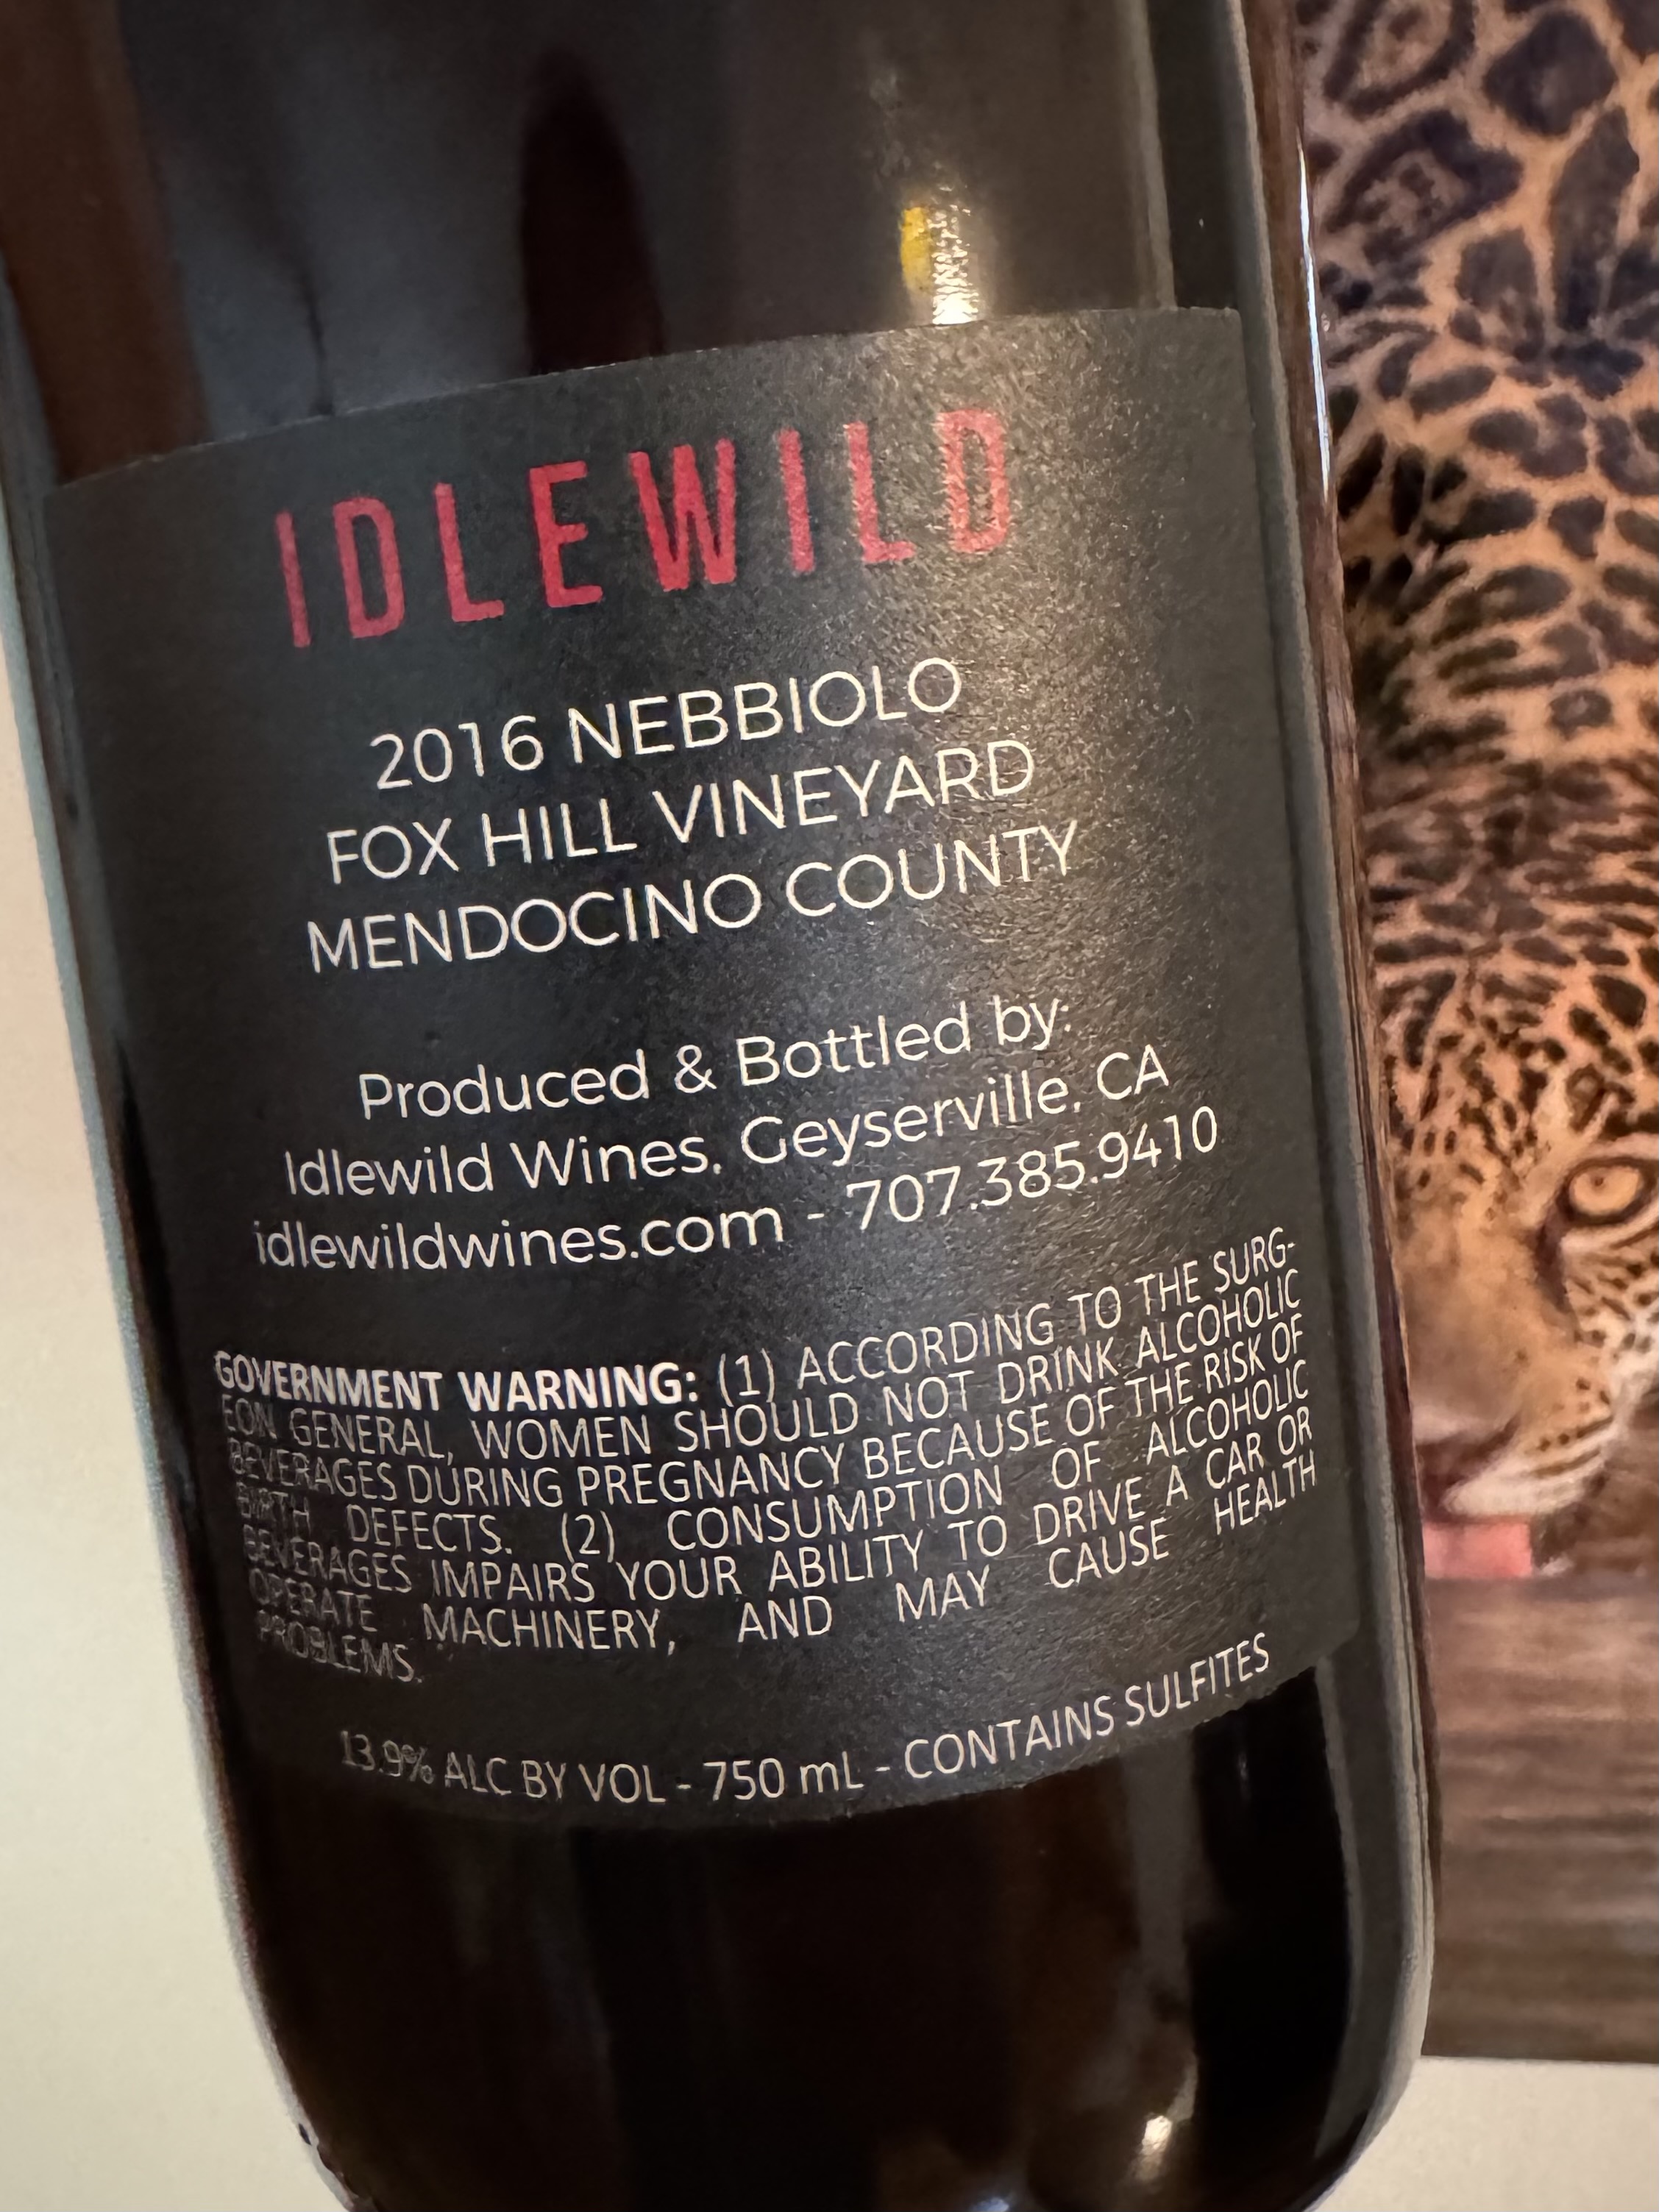 IDLEWILD
2016 NEBBIOLO
FOX HILL VINEYARD
MENDOCINO COUNTY
Produced & Bottled by:
Idlewild Wines, Geyserville, CA
idlewildwines.com - 707.385.9410
GOVERNMENT WARNING: (1) ACCORDING TO THE SURG-
EON GENERAL, WOMEN SHOULD NOT DRINK ALCOHOLIC
BEVERAGES DURING PREGNANCY BECAUSE OF THE RISK OF
BIRTH DEFECTS. (2) CONSUMPTION OF ALCOHOLIC
BEVERAGES IMPAIRS YOUR ABILITY TO DRIVE A CAR OR
OPERATE MACHINERY, AND MAY CAUSE HEALTH
PROBLEMS.
13.9% ALC BY VOL - 750 mL - CONTAINS SULFITES